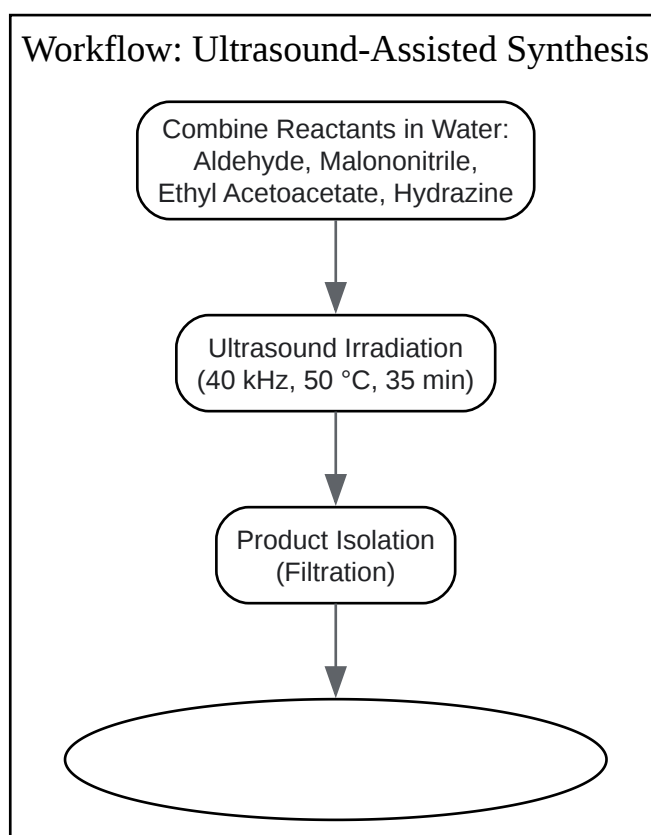 Workflow: Ultrasound-Assisted Synthesis
Combine Reactants in Water:
Aldehyde, Malononitrile,
Ethyl Acetoacetate, Hydrazine
Ultrasound Irradiation
(40 kHz, 50 °C, 35 min)
Product Isolation
(Filtration)